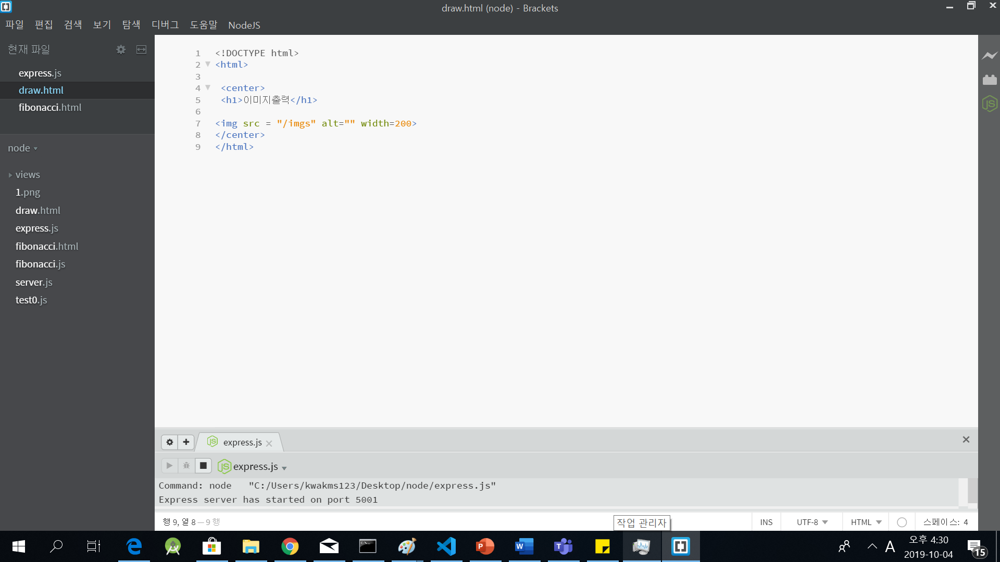 draw.html (node) - Brackets
파일 편집 검색 보기 탐색 디버그 도움말 NodeJS
현재 파일
express.js
draw.html
fibonacci.html
node
views
1.png
draw.html
express.js
fibonacci.html
fibonacci.js
server.js
test0.js
1 <!DOCTYPE html>
2 <html>
3
4 <center>
5 <h1>이미지출력</h1>
6
7 <img src = "/imgs" alt="" width=200>
8 </center>
9 </html>
express.js
express.js
Command: node "C:/Users/kwakms123/Desktop/node/express.js"
Express server has started on port 5001
행 9, 열 8 — 9 행
작업 관리자
INS UTF-8 HTML 스페이스: 4
A
오후 4:30
2019-10-04
15